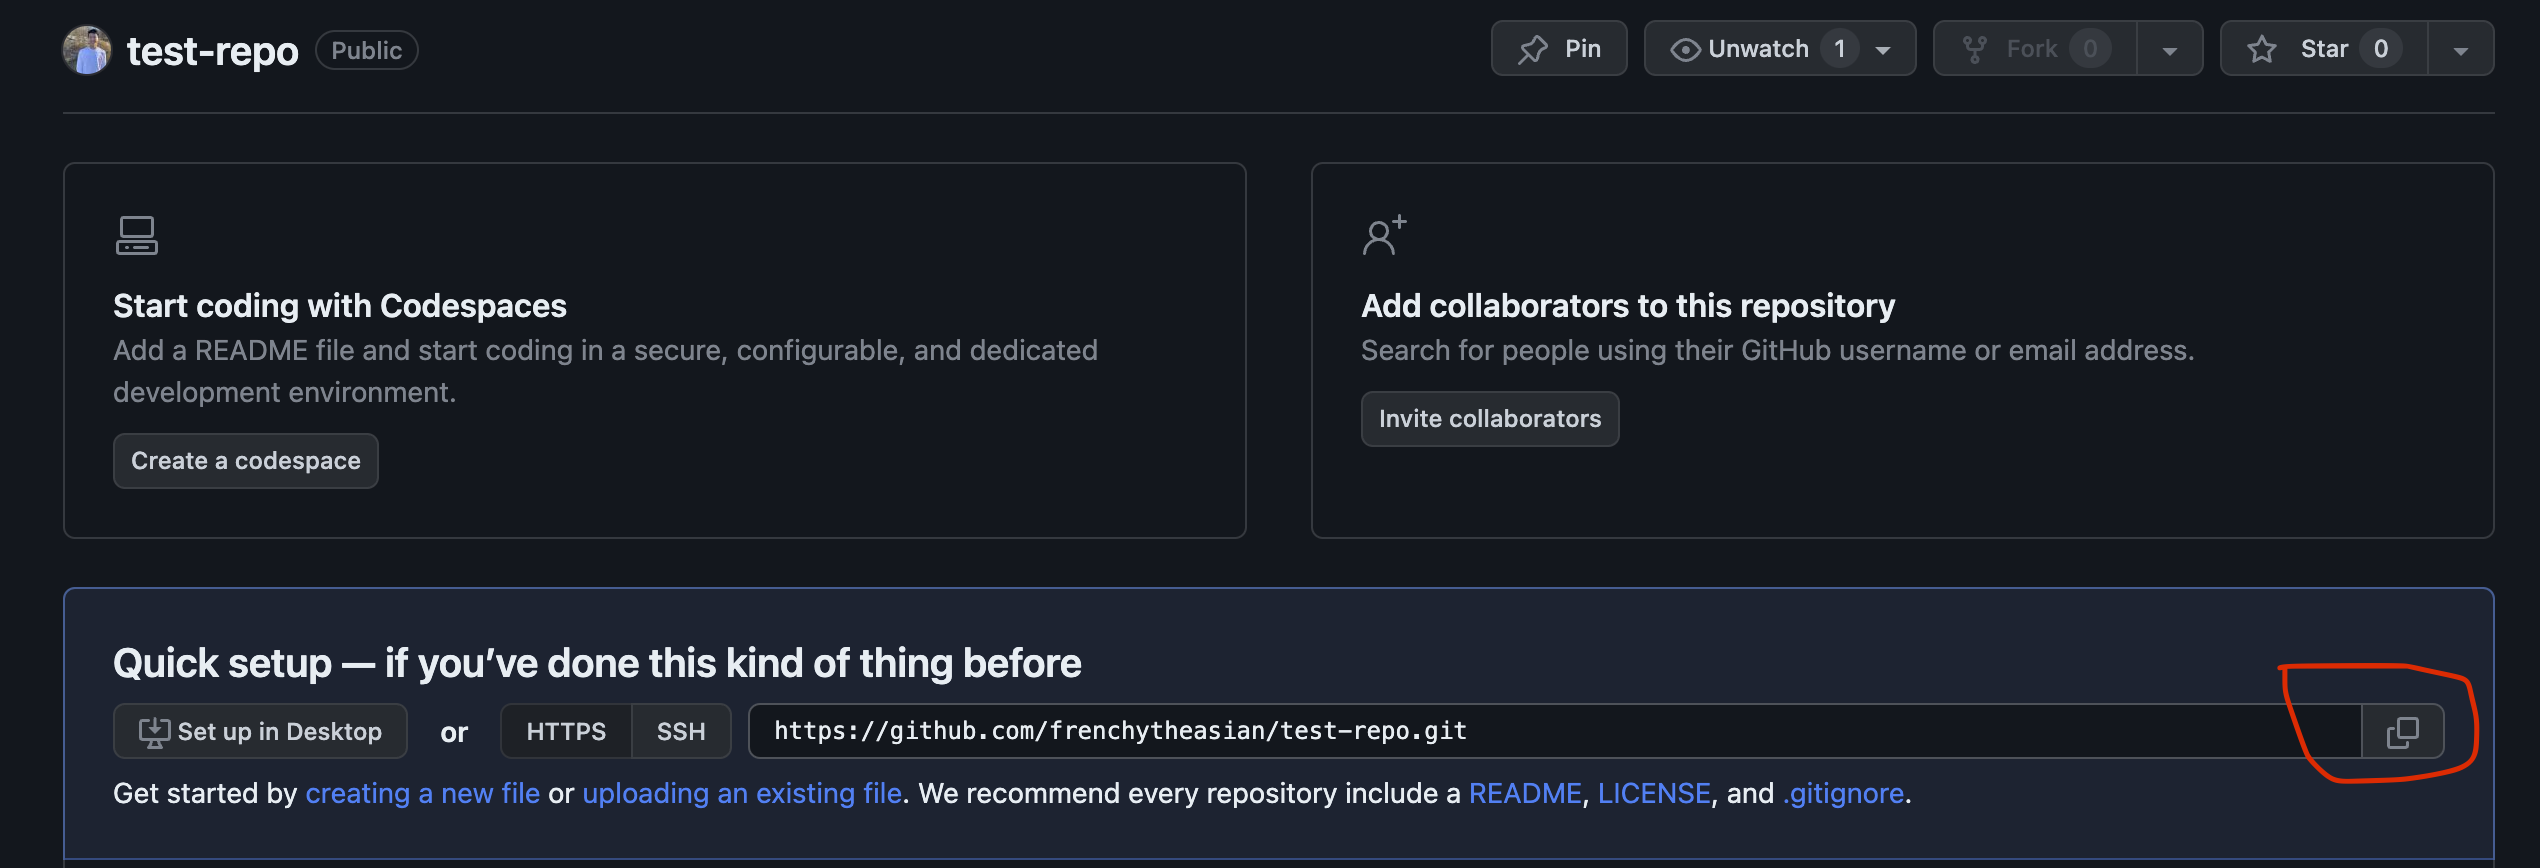 test-repo Public Pin Unwatch 1 Fork 0 Star 0
Start coding with Codespaces
Add a README file and start coding in a secure, configurable, and dedicated
development environment.
Create a codespace
Add collaborators to this repository
Search for people using their GitHub username or email address.
Invite collaborators
Quick setup — if you’ve done this kind of thing before
Set up in Desktop or HTTPS SSH https://github.com/frenchytheasian/test-repo.git
Get started by creating a new file or uploading an existing file. We recommend every repository include a README, LICENSE, and .gitignore.